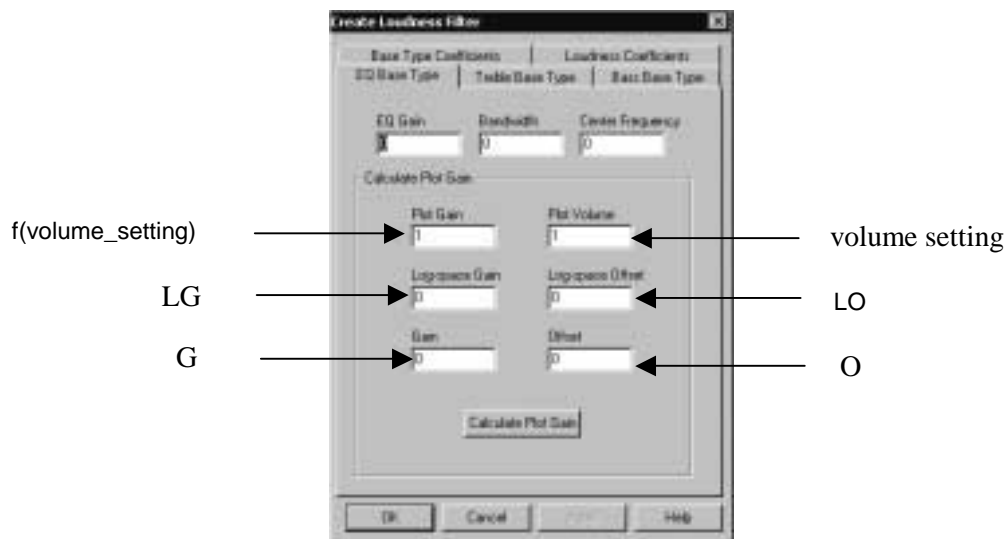 Create Loudness Filter
Base Type Coefficients Loudness Coefficients
EQ Base Type Treble Base Type Bass Base Type
EQ Gain Bandwidth Center Frequency
0 0
Calculate Plot Gain
Plot Gain Plot Volume
f(volume_setting) 1 1 volume setting
Log-space Gain Log-space Offset
LG 0 0 LO
Gain Offset
G 0 0 O
Calculate Plot Gain
OK Cancel Help